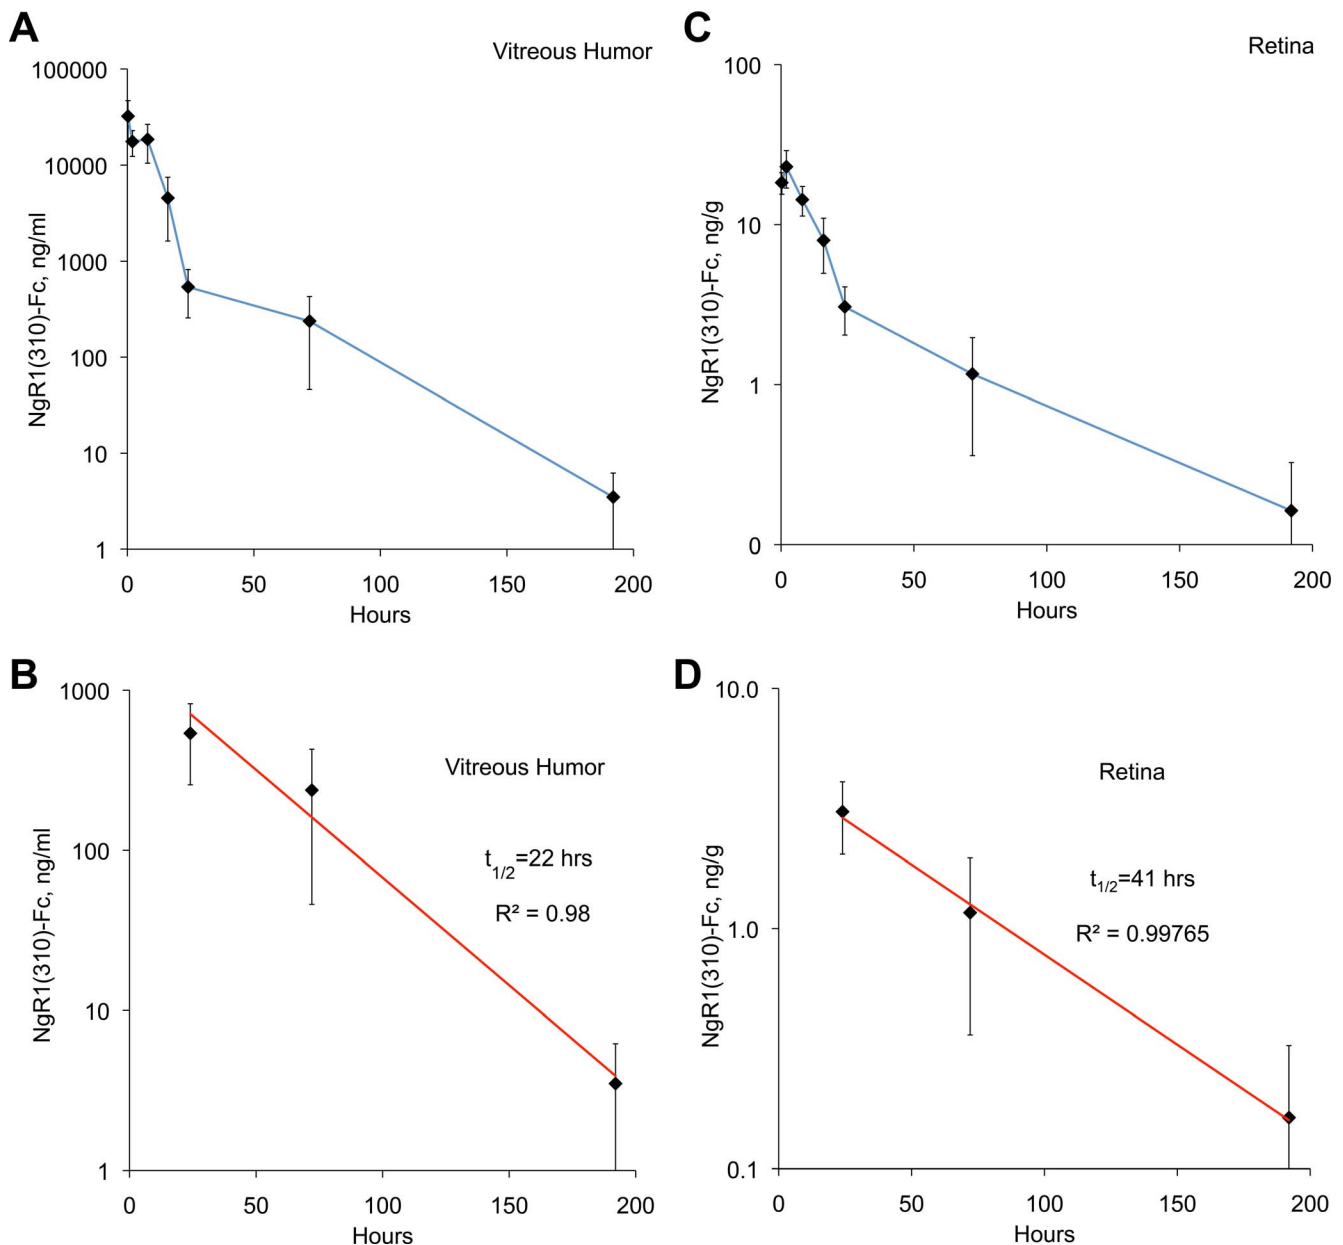 A
Vitreous Humor
100000
10000
1000
100
10
1
NgR1(310)-Fc, ng/ml
0 50 100 150 200
Hours
C
Retina
100
10
1
0
NgR1(310)-Fc, ng/g
0 50 100 150 200
Hours
B
1000
100
10
1
NgR1(310)-Fc, ng/ml
Vitreous Humor
t1/2=22 hrs
R² = 0.98
0 50 100 150 200
Hours
D
10.0
1.0
0.1
NgR1(310)-Fc, ng/g
Retina
t1/2=41 hrs
R² = 0.99765
0 50 100 150 200
Hours